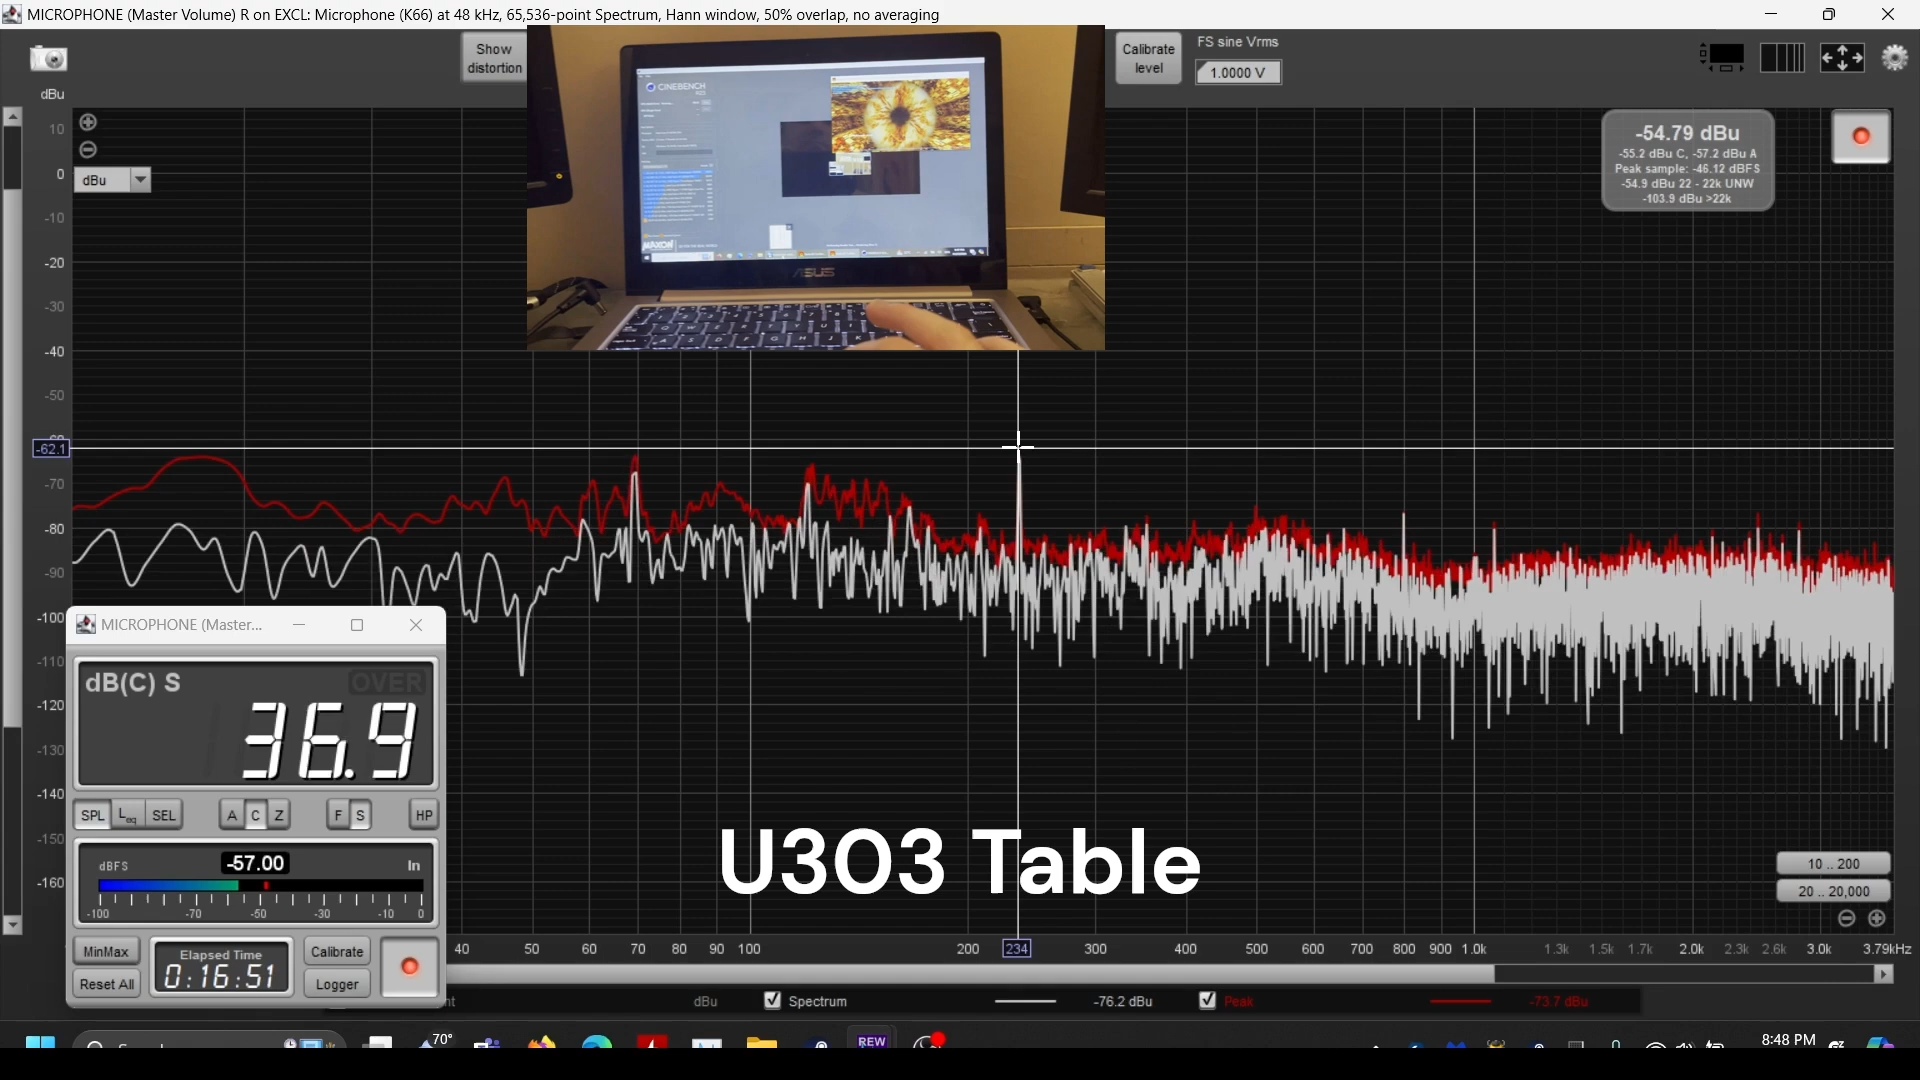 MICROPHONE (Master Volume) R on EXCL: Microphone (K66) at 48 kHz, 65,536-point Spectrum, Hann window, 50% overlap, no averaging
Show
distortion
Calibrate
level
FS sine Vrms
1.0000 V
dBu
10
0
-10
-20
-30
-40
-50
-62.1
-70
-80
-90
-100
-110
-120
-130
-140
-150
-160
dBu
CINEBENCH
MAXON
ASUS
-54.79 dBu
-55.2 dBu C, -57.2 dBu A
Peak sample: -46.12 dBFS
-54.9 dBu 22 - 22k UNW
-103.9 dBu >22k
MICROPHONE (Master...
dB(C) S
OVER
36.9
SPL Leq SEL A C Z F S HP
dBFS -57.00 In
-100 -70 -50 -30 -10 0
MinMax
Reset All
Elapsed Time
0:16:51
Calibrate
Logger
U303 Table
10 .. 200
20 .. 20,000
40 50 60 70 80 90 100 200 234 300 400 500 600 700 800 900 1.0k 1.3k 1.5k 1.7k 2.0k 2.3k 2.6k 3.0k 3.79kHz
dBu Spectrum -76.2 dBu Peak -73.7 dBu
70°
REW
8:48 PM